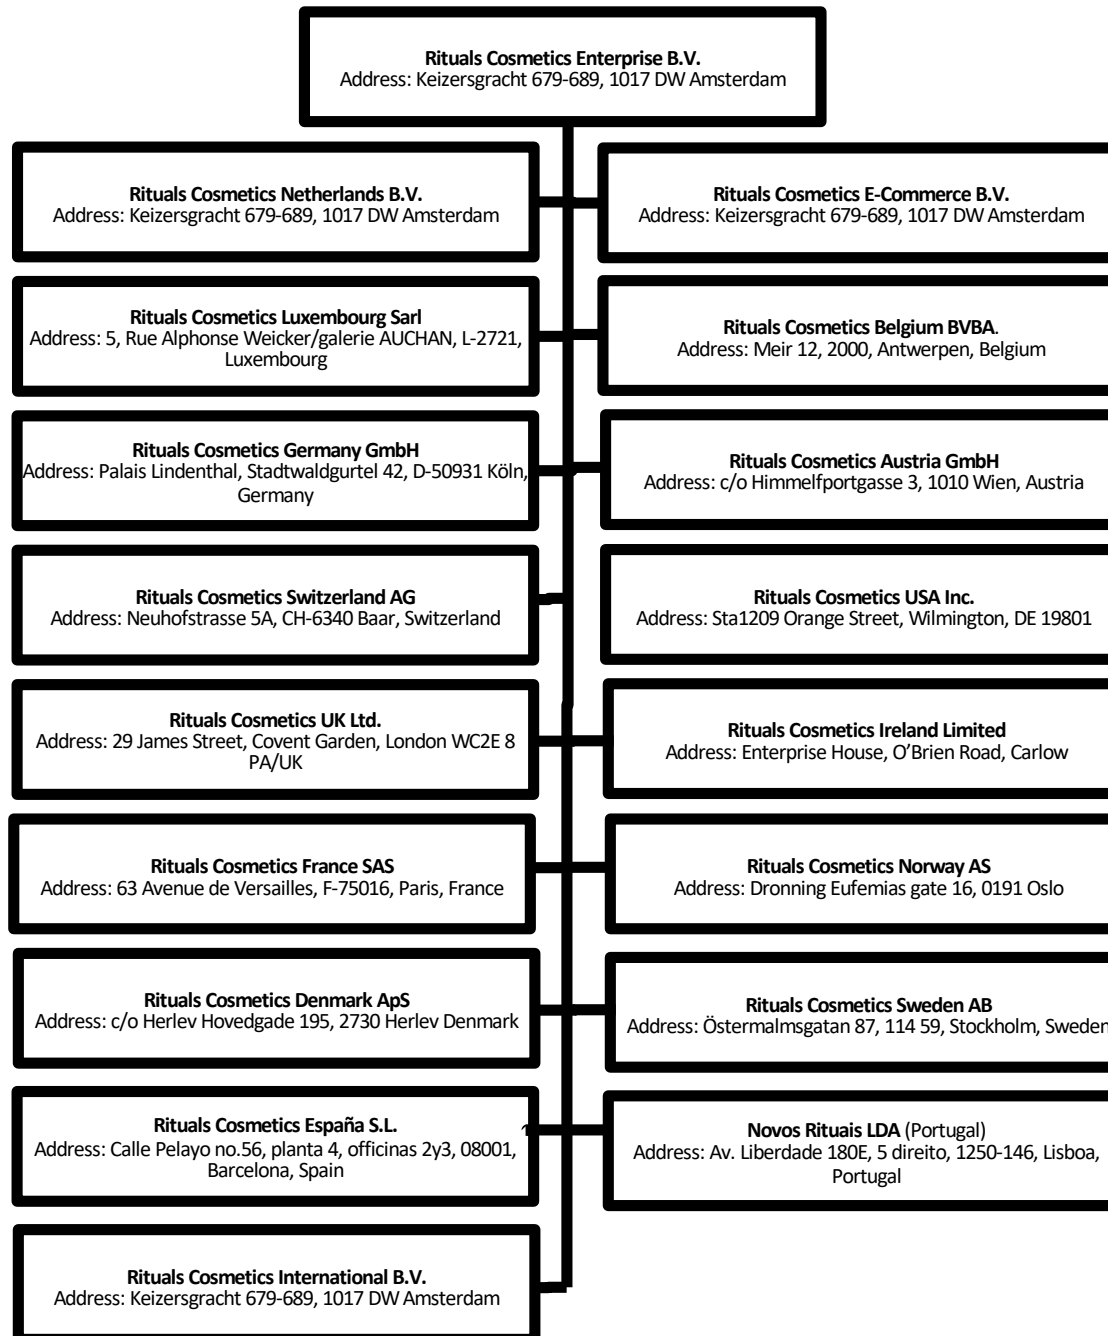 Rituals Cosmetics Enterprise B.V.
Address: Keizersgracht 679-689, 1017 DW Amsterdam
Rituals Cosmetics Netherlands B.V.
Address: Keizersgracht 679-689, 1017 DW Amsterdam
Rituals Cosmetics E-Commerce B.V.
Address: Keizersgracht 679-689, 1017 DW Amsterdam
Rituals Cosmetics Luxembourg Sarl
Address: 5, Rue Alphonse Weicker/galerie AUCHAN, L-2721,
Luxembourg
Rituals Cosmetics Belgium BVBA.
Address: Meir 12, 2000, Antwerpen, Belgium
Rituals Cosmetics Germany GmbH
Address: Palais Lindenthal, Stadtwaldgurtel 42, D-50931 Köln,
Germany
Rituals Cosmetics Austria GmbH
Address: c/o Himmelfportgasse 3, 1010 Wien, Austria
Rituals Cosmetics Switzerland AG
Address: Neuhofstrasse 5A, CH-6340 Baar, Switzerland
Rituals Cosmetics USA Inc.
Address: Sta1209 Orange Street, Wilmington, DE 19801
Rituals Cosmetics UK Ltd.
Address: 29 James Street, Covent Garden, London WC2E 8
PA/UK
Rituals Cosmetics Ireland Limited
Address: Enterprise House, O’Brien Road, Carlow
Rituals Cosmetics France SAS
Address: 63 Avenue de Versailles, F-75016, Paris, France
Rituals Cosmetics Norway AS
Address: Dronning Eufemias gate 16, 0191 Oslo
Rituals Cosmetics Denmark ApS
Address: c/o Herlev Hovedgade 195, 2730 Herlev Denmark
Rituals Cosmetics Sweden AB
Address: Östermalmsgatan 87, 114 59, Stockholm, Sweden
Rituals Cosmetics España S.L.
Address: Calle Pelayo no.56, planta 4, officinas 2y3, 08001,
Barcelona, Spain
Novos Rituais LDA (Portugal)
Address: Av. Liberdade 180E, 5 direito, 1250-146, Lisboa,
Portugal
Rituals Cosmetics International B.V.
Address: Keizersgracht 679-689, 1017 DW Amsterdam